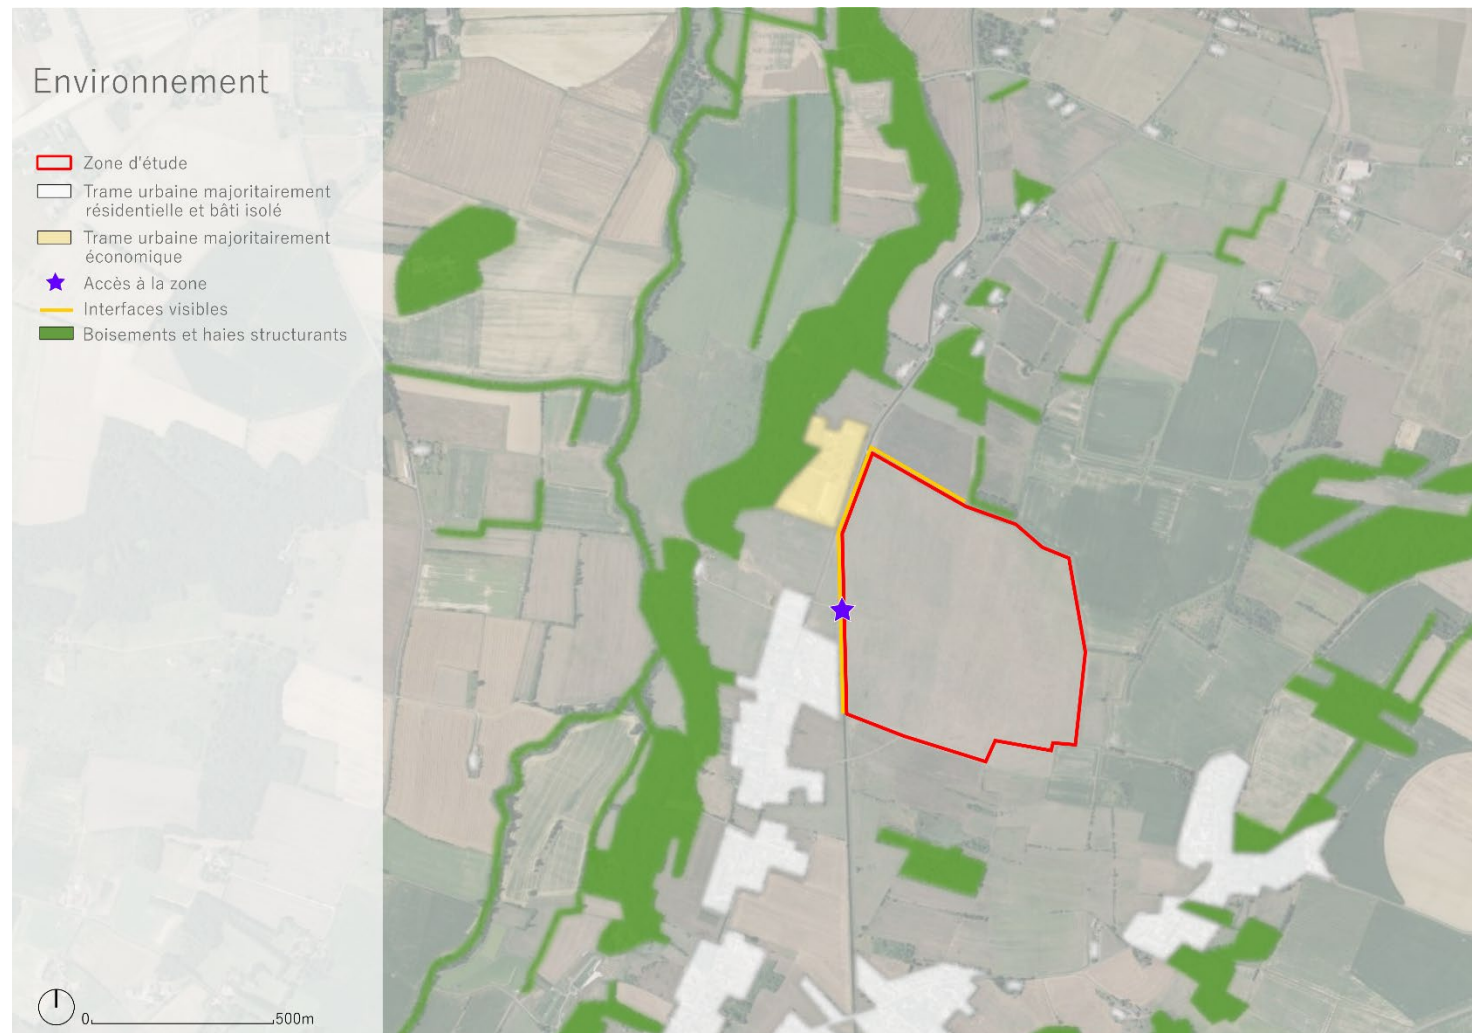 Environnement
Zone d'étude
Trame urbaine majoritairement
résidentielle et bâti isolé
Trame urbaine majoritairement
économique
Accès à la zone
Interfaces visibles
Boisements et haies structurants
0 500m